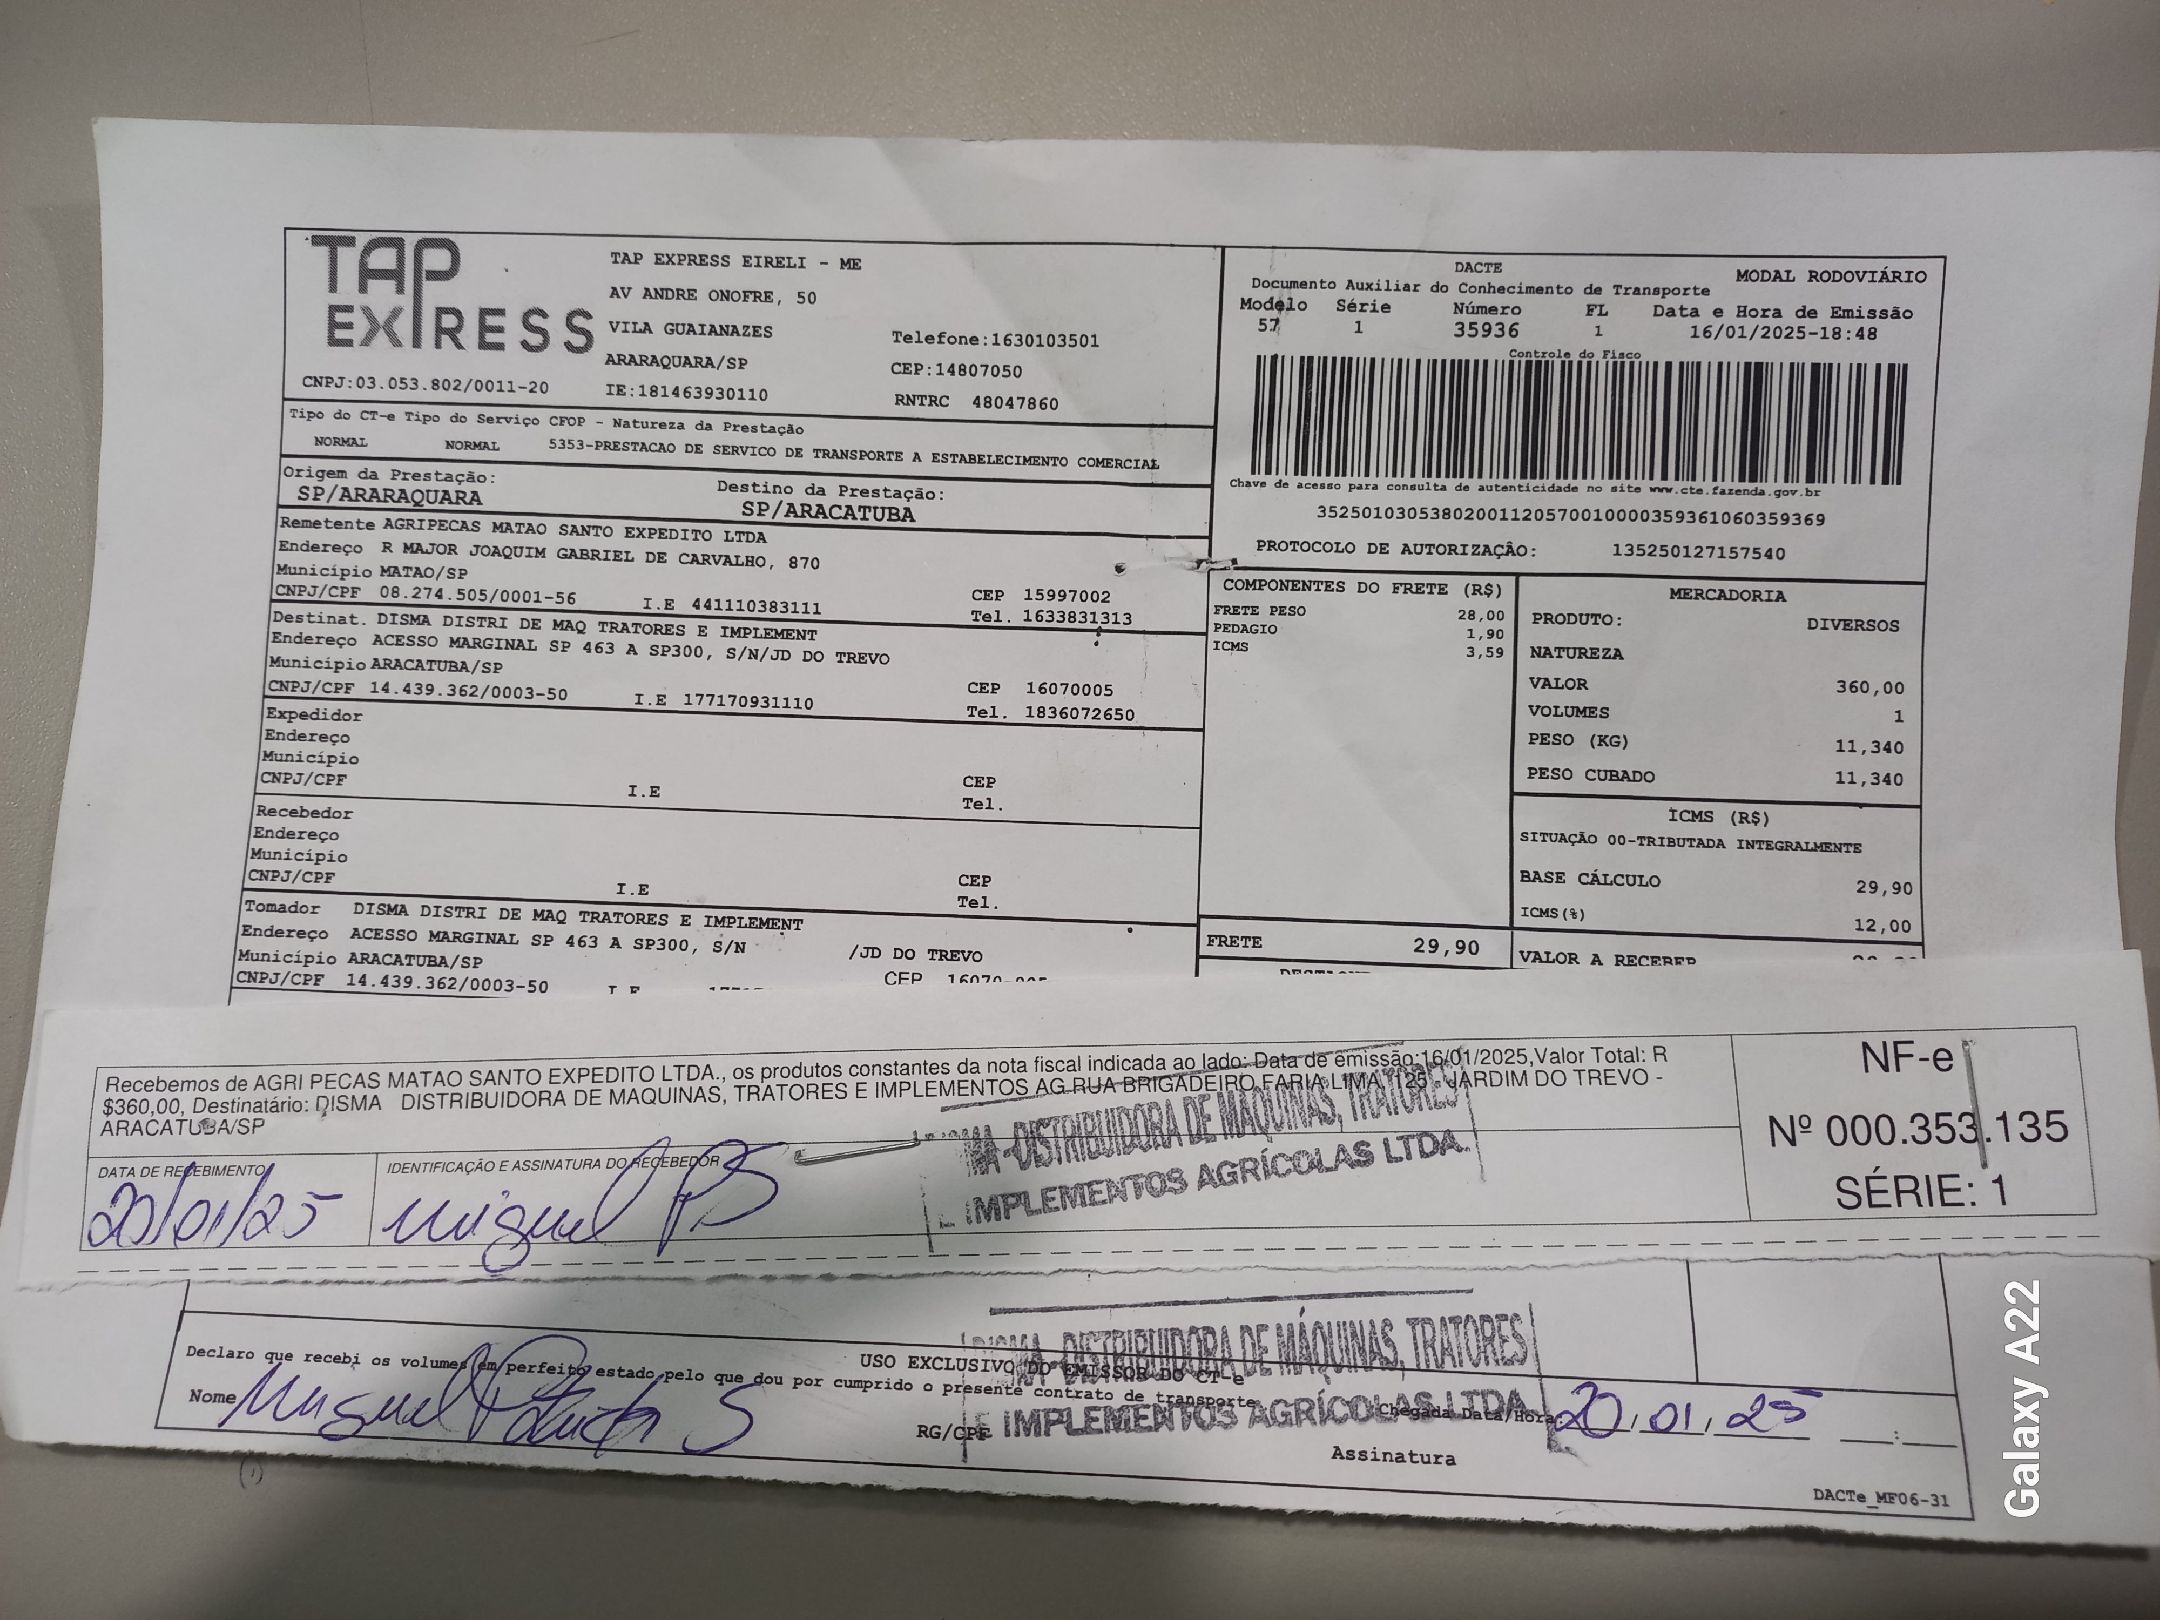 TAP
EXPRESS
TAP EXPRESS EIRELI - ME
AV ANDRE ONOFRE, 50
VILA GUAIANAZES
Telefone:1630103501
ARARAQUARA/SP
CEP:14807050
CNPJ:03.053.802/0011-20
IE:181463930110
RNTRC 48047860
DACTE
MODAL RODOVIÁRIO
Documento Auxiliar do Conhecimento de Transporte
Modelo Série Número FL Data e Hora de Emissão
57 1 35936 1 16/01/2025-18:48
Controle do Fisco
Chave de acesso para consulta de autenticidade no site www.cte.fazenda.gov.br
35250103053802001120570010000359361060359369
PROTOCOLO DE AUTORIZAÇÃO: 135250127157540
Tipo do CT-e Tipo do Serviço CFOP - Natureza da Prestação
NORMAL NORMAL 5353-PRESTACAO DE SERVICO DE TRANSPORTE A ESTABELECIMENTO COMERCIAL
Origem da Prestação: Destino da Prestação:
SP/ARARAQUARA SP/ARACATUBA
Remetente AGRIPECAS MATAO SANTO EXPEDITO LTDA
Endereço R MAJOR JOAQUIM GABRIEL DE CARVALHO, 870
Município MATAO/SP CEP 15997002
CNPJ/CPF 08.274.505/0001-56 I.E 441110383111 Tel. 1633831313
Destinat. DISMA DISTRI DE MAQ TRATORES E IMPLEMENT
Endereço ACESSO MARGINAL SP 463 A SP300, S/N/JD DO TREVO
Município ARACATUBA/SP CEP 16070005
CNPJ/CPF 14.439.362/0003-50 I.E 177170931110 Tel. 1836072650
Expedidor
Endereço
Município CEP
CNPJ/CPF I.E Tel.
Recebedor
Endereço
Município CEP
CNPJ/CPF I.E Tel.
Tomador DISMA DISTRI DE MAQ TRATORES E IMPLEMENT
Endereço ACESSO MARGINAL SP 463 A SP300, S/N /JD DO TREVO
Município ARACATUBA/SP CEP
CNPJ/CPF 14.439.362/0003-50
COMPONENTES DO FRETE (R$)
FRETE PESO 28,00
PEDAGIO 1,90
ICMS 3,59
FRETE 29,90
MERCADORIA
PRODUTO: DIVERSOS
NATUREZA
VALOR 360,00
VOLUMES 1
PESO (KG) 11,340
PESO CUBADO 11,340
ICMS (R$)
SITUAÇÃO 00-TRIBUTADA INTEGRALMENTE
BASE CÁLCULO 29,90
ICMS(%) 12,00
VALOR A RECEBER
Recebemos de AGRI PECAS MATAO SANTO EXPEDITO LTDA., os produtos constantes da nota fiscal indicada ao lado: Data de emissão:16/01/2025,Valor Total: R
$360,00, Destinatário: DISMA DISTRIBUIDORA DE MAQUINAS, TRATORES E IMPLEMENTOS AG RUA BRIGADEIRO FARIA LIMA, 125 - JARDIM DO TREVO -
ARACATUBA/SP
DATA DE RECEBIMENTO
20/01/25
IDENTIFICAÇÃO E ASSINATURA DO RECEBEDOR
Miguel PS
DISTRIBUIDORA DE MÁQUINAS, TRATORES
E IMPLEMENTOS AGRÍCOLAS LTDA.
NF-e
Nº 000.353.135
SÉRIE: 1
DISTRIBUIDORA DE MÁQUINAS, TRATORES
E IMPLEMENTOS AGRÍCOLAS LTDA.
USO EXCLUSIVO DO EMISSOR DO CT-e
Declaro que recebi os volumes em perfeito estado pelo que dou por cumprido o presente contrato de transporte
Nome Miguel
RG/CPF
Chegada Data/Hora 20/01/25 __:__
Assinatura
DACTe_MF06-31
Galaxy A22